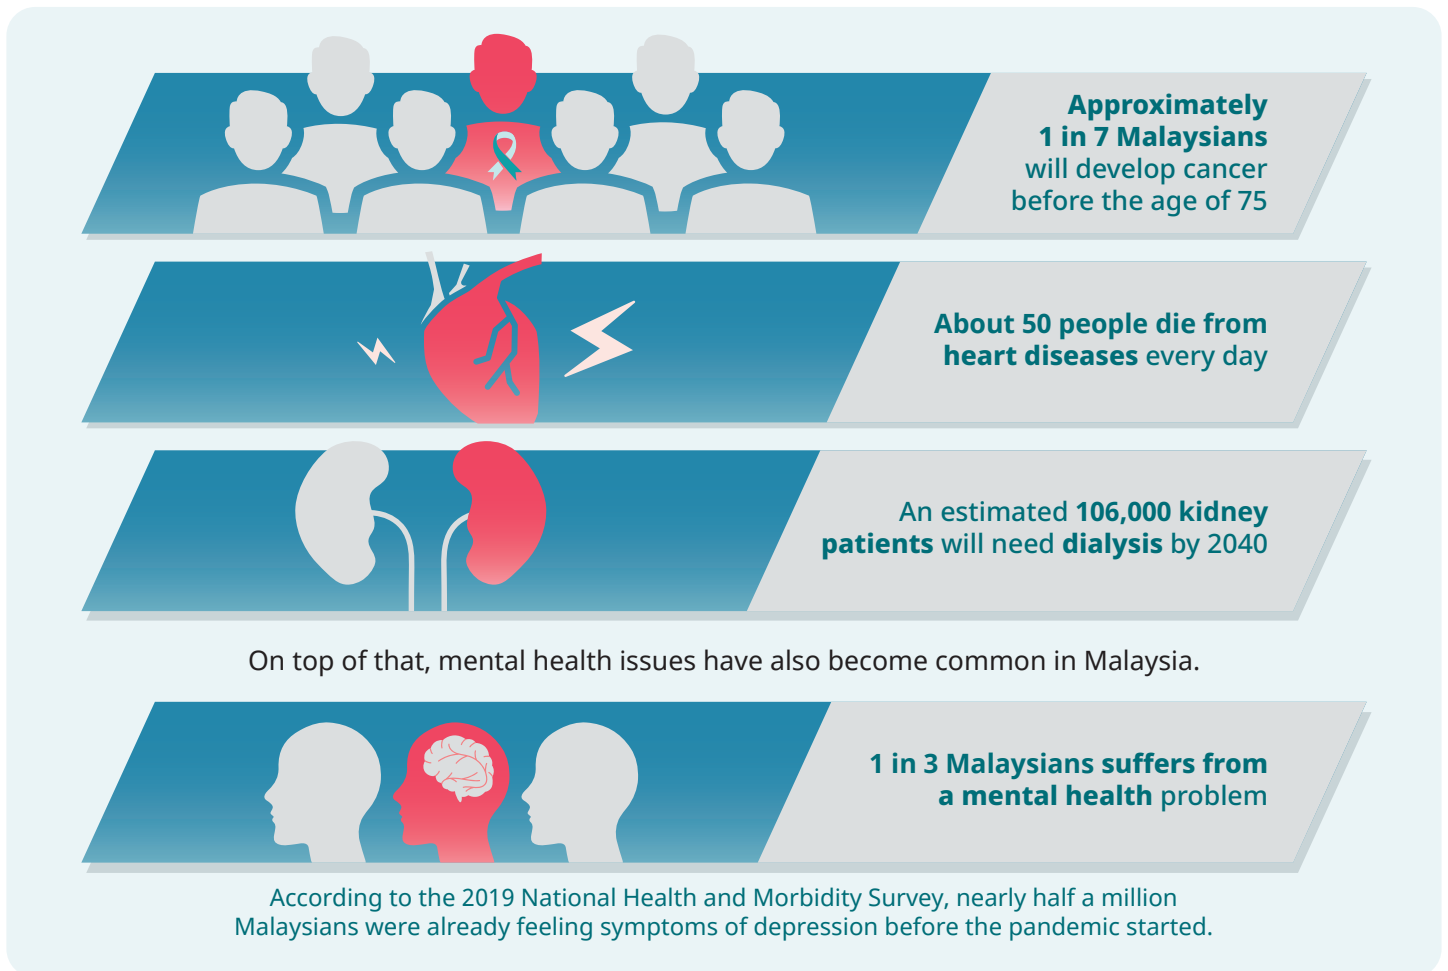 Approximately
1 in 7 Malaysians
will develop cancer
before the age of 75
About 50 people die from
heart diseases every day
An estimated 106,000 kidney
patients will need dialysis by 2040
On top of that, mental health issues have also become common in Malaysia.
1 in 3 Malaysians suffers from
a mental health problem
According to the 2019 National Health and Morbidity Survey, nearly half a million
Malaysians were already feeling symptoms of depression before the pandemic started.